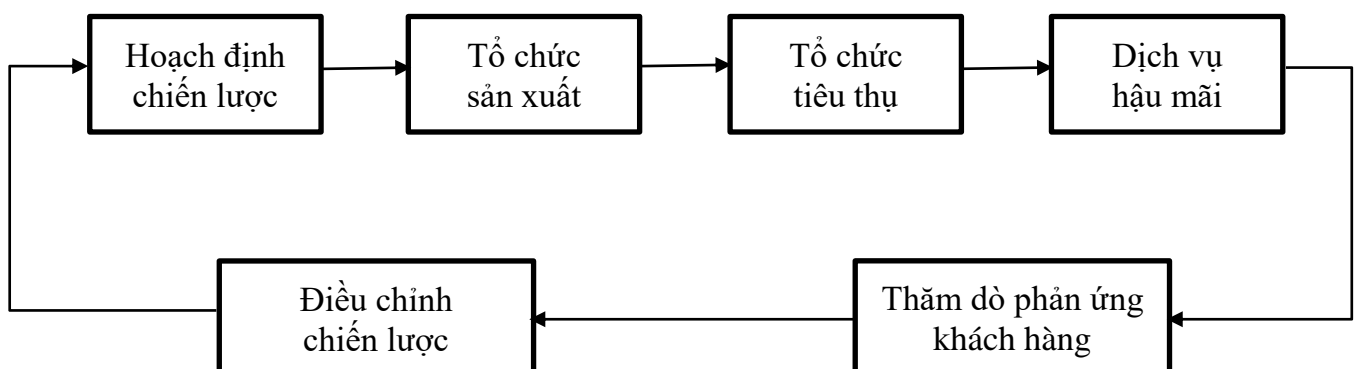 Hoạch định
chiến lược
Tổ chức
sản xuất
Tổ chức
tiêu thụ
Dịch vụ
hậu mãi
Điều chỉnh
chiến lược
Thăm dò phản ứng
khách hàng